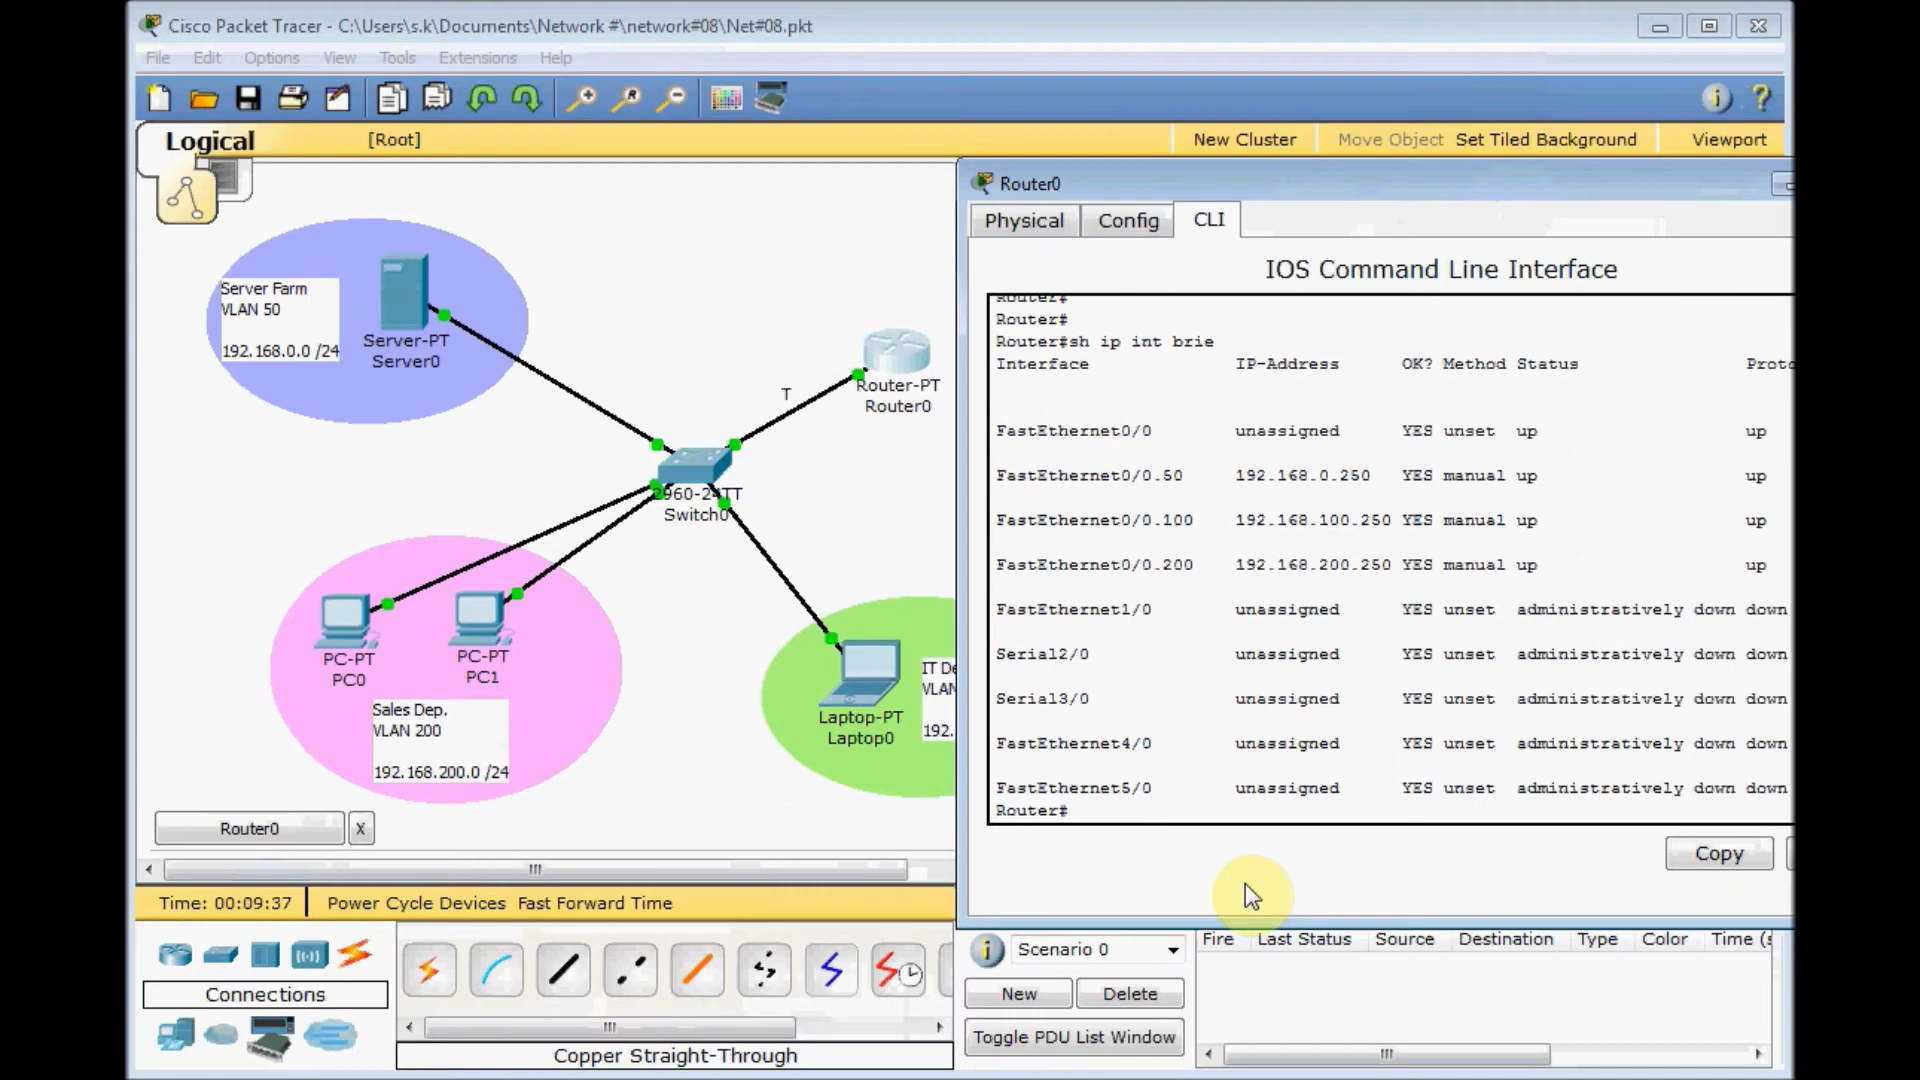 Cisco Packet Tracer - C:\Users\s.k\Documents\Network #\network#08\Net#08.pkt
File Edit Options View Tools Extensions Help
Logical [Root] New Cluster Move Object Set Tiled Background Viewport
Server Farm
VLAN 50
192.168.0.0 /24
Server-PT
Server0
T
Router-PT
Router0
2960-24TT
Switch0
PC-PT
PC0
PC-PT
PC1
Sales Dep.
VLAN 200
192.168.200.0 /24
Laptop-PT
Laptop0
IT De
VLAN
192.
Router0 X
Router0
Physical Config CLI
IOS Command Line Interface
Router#
Router#
Router#sh ip int brie
Interface IP-Address OK? Method Status Proto
FastEthernet0/0 unassigned YES unset up up
FastEthernet0/0.50 192.168.0.250 YES manual up up
FastEthernet0/0.100 192.168.100.250 YES manual up up
FastEthernet0/0.200 192.168.200.250 YES manual up up
FastEthernet1/0 unassigned YES unset administratively down down
Serial2/0 unassigned YES unset administratively down down
Serial3/0 unassigned YES unset administratively down down
FastEthernet4/0 unassigned YES unset administratively down down
FastEthernet5/0 unassigned YES unset administratively down down
Router#
Copy
Time: 00:09:37 Power Cycle Devices Fast Forward Time
Connections
Copper Straight-Through
Scenario 0
New Delete
Toggle PDU List Window
Fire Last Status Source Destination Type Color Time (s